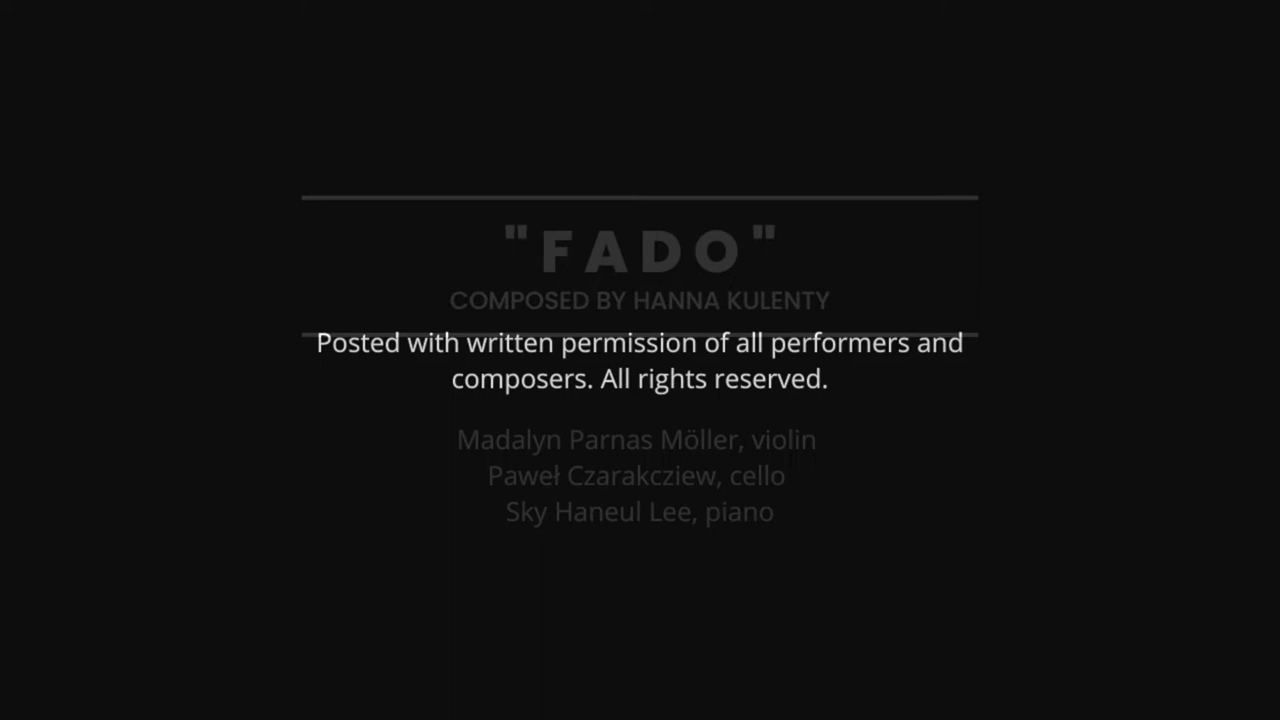 "FADO"
COMPOSED BY HANNA KULENTY
Posted with written permission of all performers and
composers. All rights reserved.
Madalyn Parnas Möller, violin
Paweł Czarakcziew, cello
Sky Haneul Lee, piano